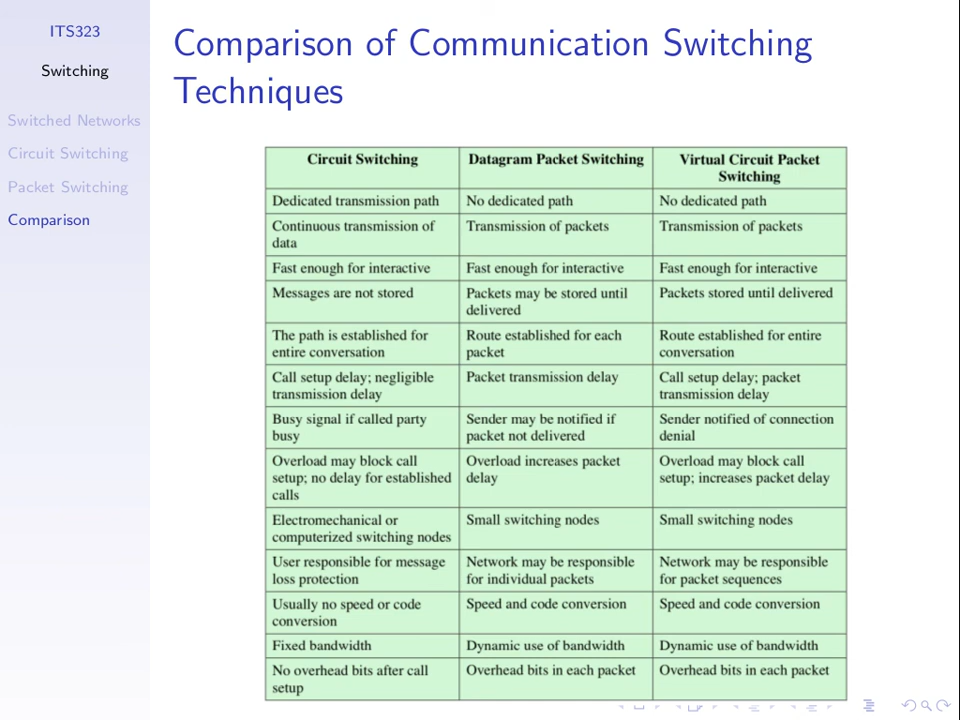 ITS323
Switching
Switched Networks
Circuit Switching
Packet Switching
Comparison
Comparison of Communication Switching
Techniques
Circuit Switching
Datagram Packet Switching
Virtual Circuit Packet
Switching
Dedicated transmission path
No dedicated path
No dedicated path
Continuous transmission of
data
Transmission of packets
Transmission of packets
Fast enough for interactive
Fast enough for interactive
Fast enough for interactive
Messages are not stored
Packets may be stored until
delivered
Packets stored until delivered
The path is established for
entire conversation
Route established for each
packet
Route established for entire
conversation
Call setup delay; negligible
transmission delay
Packet transmission delay
Call setup delay; packet
transmission delay
Busy signal if called party
busy
Sender may be notified if
packet not delivered
Sender notified of connection
denial
Overload may block call
setup; no delay for established
calls
Overload increases packet
delay
Overload may block call
setup; increases packet delay
Electromechanical or
computerized switching nodes
Small switching nodes
Small switching nodes
User responsible for message
loss protection
Network may be responsible
for individual packets
Network may be responsible
for packet sequences
Usually no speed or code
conversion
Speed and code conversion
Speed and code conversion
Fixed bandwidth
Dynamic use of bandwidth
Dynamic use of bandwidth
No overhead bits after call
setup
Overhead bits in each packet
Overhead bits in each packet